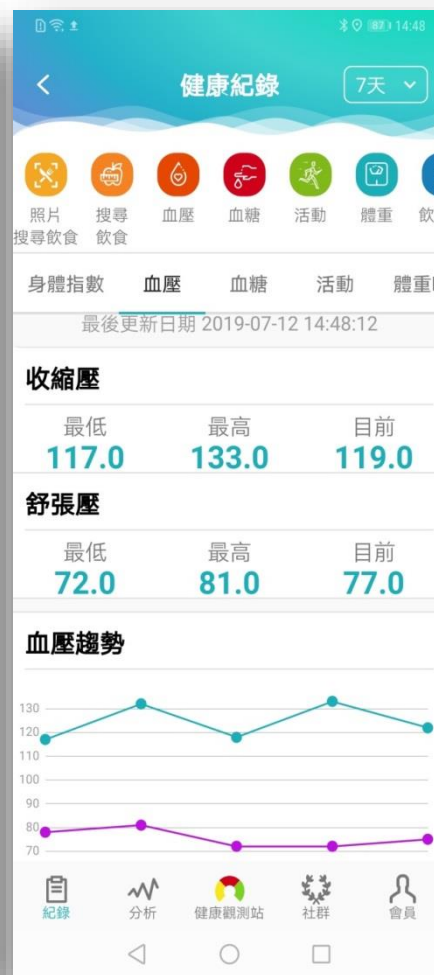 87 14:48
健康紀錄
7天
照片
搜尋飲食
搜尋
飲食
血壓
血糖
活動
體重
飲
身體指數 血壓 血糖 活動 體重
最後更新日期 2019-07-12 14:48:12
收縮壓
最低 最高 目前
117.0 133.0 119.0
舒張壓
最低 最高 目前
72.0 81.0 77.0
血壓趨勢
130
120
110
100
90
80
70
紀錄 分析 健康觀測站 社群 會員